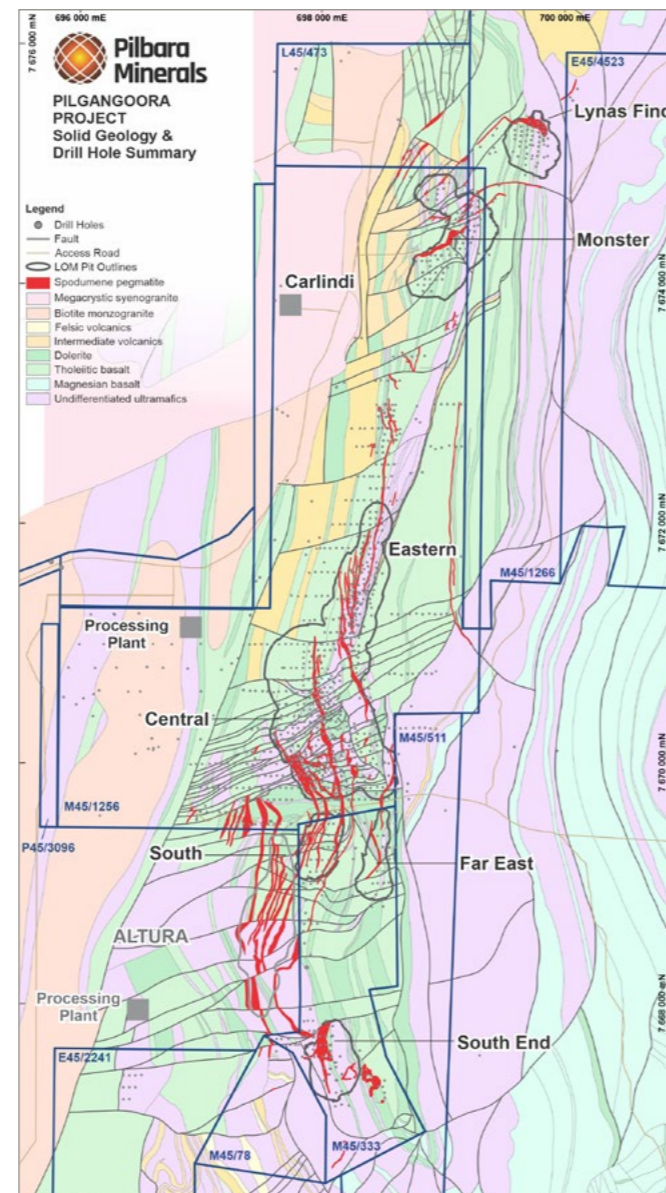 696 000 mE
698 000 mE
700 000 mE
7 676 000 mN
Pilbara
Minerals
PILGANGOORA
PROJECT
Solid Geology &
Drill Hole Summary
L45/473
E45/4523
Lynas Find
Legend
Drill Holes
Fault
Access Road
LOM Pit Outlines
Spodumene pegmatite
Megacrystic syenogranite
Biotite monzogranite
Felsic volcanics
Intermediate volcanics
Dolerite
Tholeiitic basalt
Magnesian basalt
Undifferentiated ultramafics
Monster
Carlindi
7 674 000 mN
7 672 000 mN
Eastern
M45/1266
Processing
Plant
Central
M45/511
7 670 000 mN
M45/1256
P45/3096
South
Far East
ALTURA
Processing
Plant
7 668 000 mN
South End
E45/2241
M45/78
M45/333